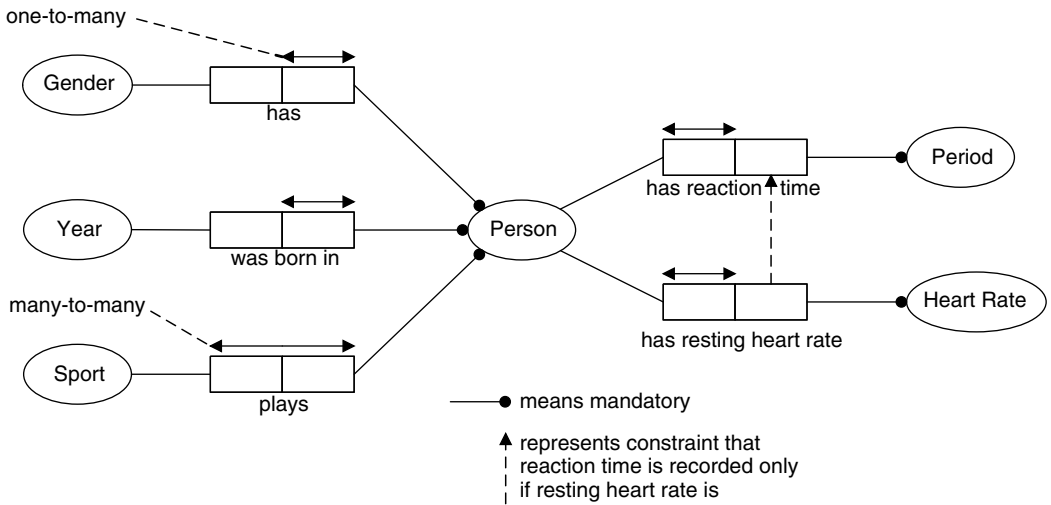 one-to-many
Gender
has
Year
was born in
many-to-many
Sport
plays
Person
has reaction time
Period
has resting heart rate
Heart Rate
means mandatory
represents constraint that
reaction time is recorded only
if resting heart rate is